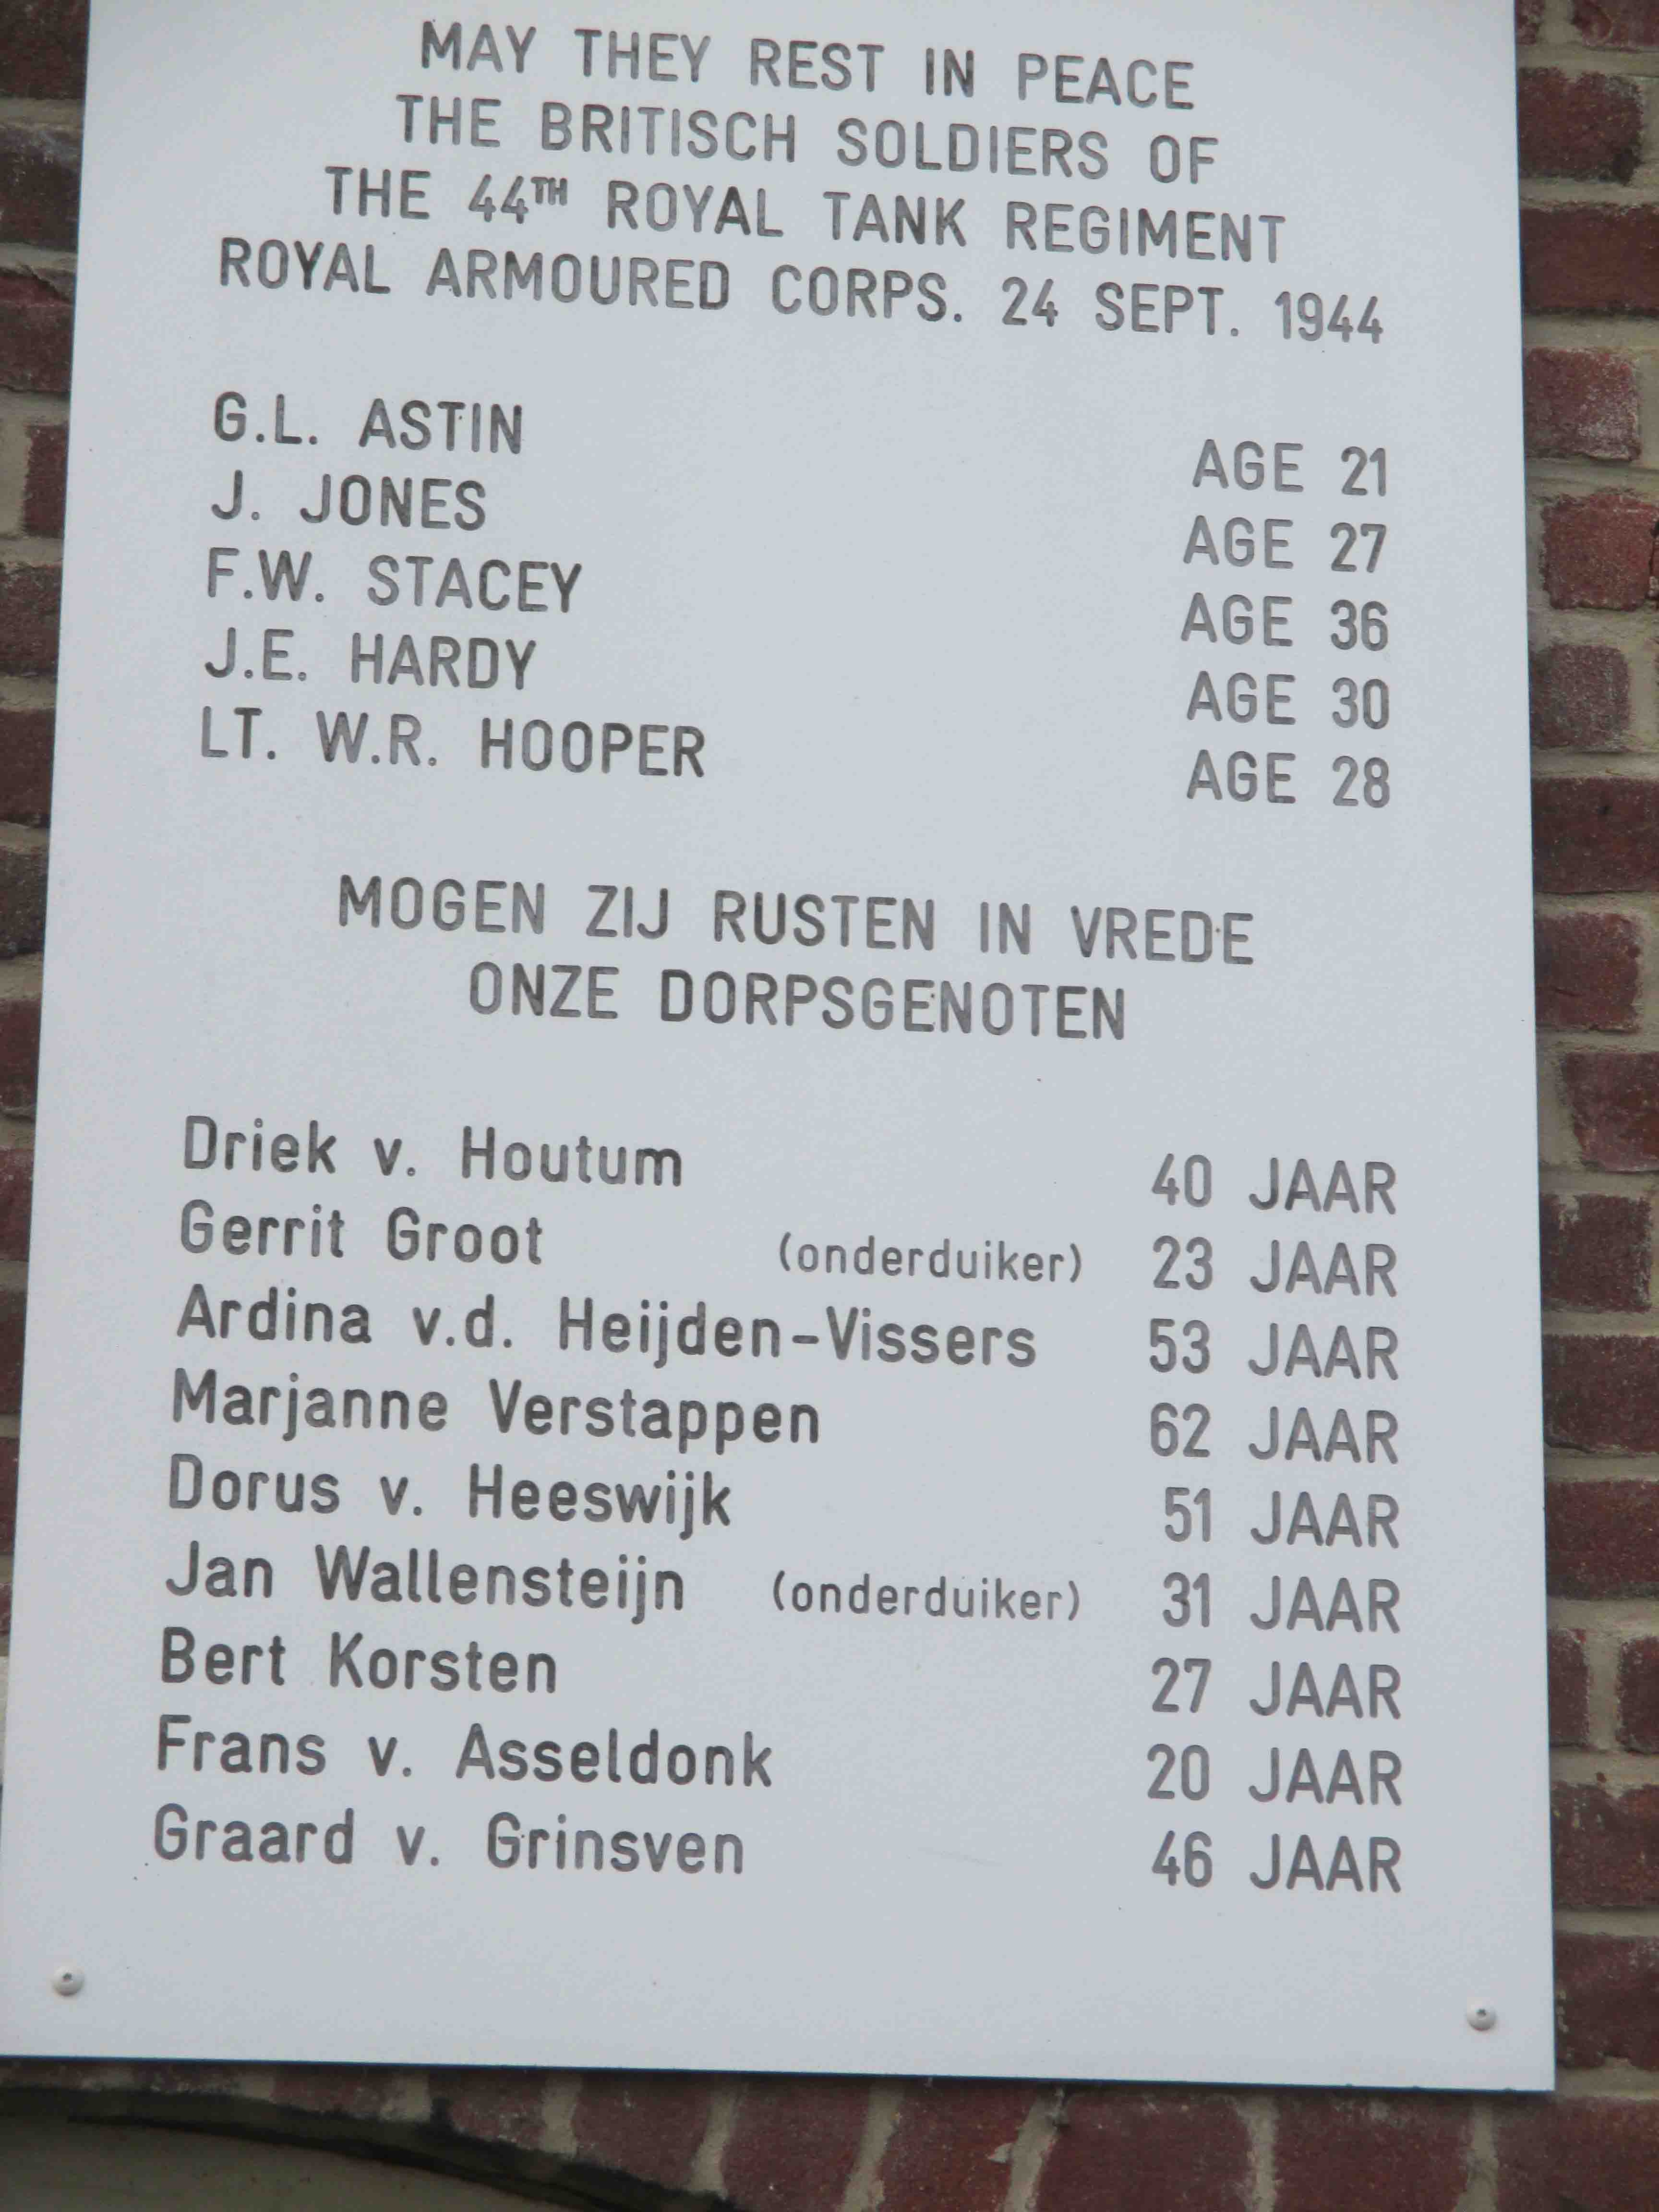 MAY THEY REST IN PEACE
THE BRITISCH SOLDIERS OF
THE 44TH ROYAL TANK REGIMENT
ROYAL ARMOURED CORPS. 24 SEPT. 1944
G.L. ASTIN AGE 21
J. JONES AGE 27
F.W. STACEY AGE 36
J.E. HARDY AGE 30
LT. W.R. HOOPER AGE 28
MOGEN ZIJ RUSTEN IN VREDE
ONZE DORPSGENOTEN
Driek v. Houtum 40 JAAR
Gerrit Groot (onderduiker) 23 JAAR
Ardina v.d. Heijden-Vissers 53 JAAR
Marjanne Verstappen 62 JAAR
Dorus v. Heeswijk 51 JAAR
Jan Wallensteijn (onderduiker) 31 JAAR
Bert Korsten 27 JAAR
Frans v. Asseldonk 20 JAAR
Graard v. Grinsven 46 JAAR